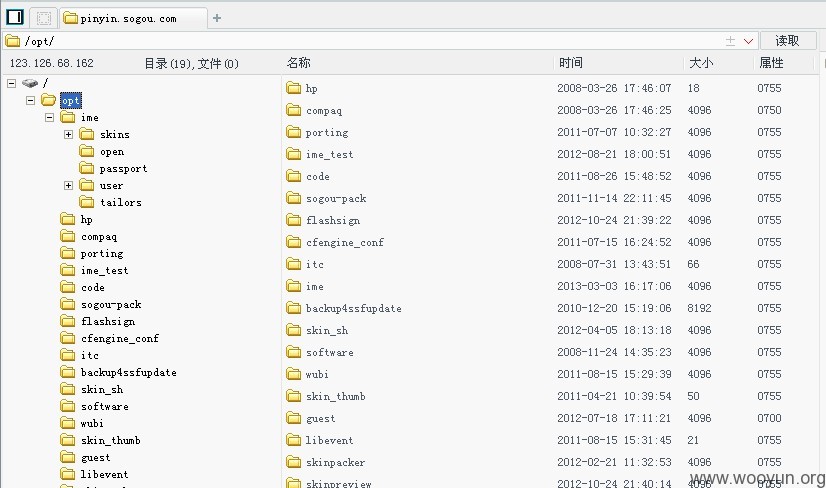 pinyin.sogou.com
/opt/ 读取
123.126.68.162 目录(19),文件(0) 名称 时间 大小 属性
/
opt
ime
skins
open
passport
user
tailors
hp
compaq
porting
ime_test
code
sogou-pack
flashsign
cfengine_conf
itc
backup4ssfupdate
skin_sh
software
wubi
skin_thumb
guest
libevent
hp 2008-03-26 17:46:07 18 0755
compaq 2008-03-26 17:46:25 4096 0750
porting 2011-07-07 10:32:27 4096 0755
ime_test 2012-08-21 18:00:51 4096 0755
code 2011-08-26 15:48:52 4096 0755
sogou-pack 2011-11-14 22:11:45 4096 0755
flashsign 2012-10-24 21:39:22 4096 0755
cfengine_conf 2011-07-15 16:24:52 4096 0755
itc 2008-07-31 13:43:51 66 0755
ime 2013-03-03 16:17:06 4096 0755
backup4ssfupdate 2010-12-20 15:19:06 8192 0755
skin_sh 2012-04-05 18:13:18 4096 0755
software 2008-11-24 14:35:23 4096 0755
wubi 2011-08-15 15:29:39 4096 0755
skin_thumb 2011-04-21 10:39:54 50 0755
guest 2012-07-18 17:11:21 4096 0700
libevent 2011-08-15 15:31:45 21 0755
skinpacker 2012-02-21 11:32:53 4096 0755
skinpreview 2012-10-24 21:40:14 4096 0755
www.wooyun.org